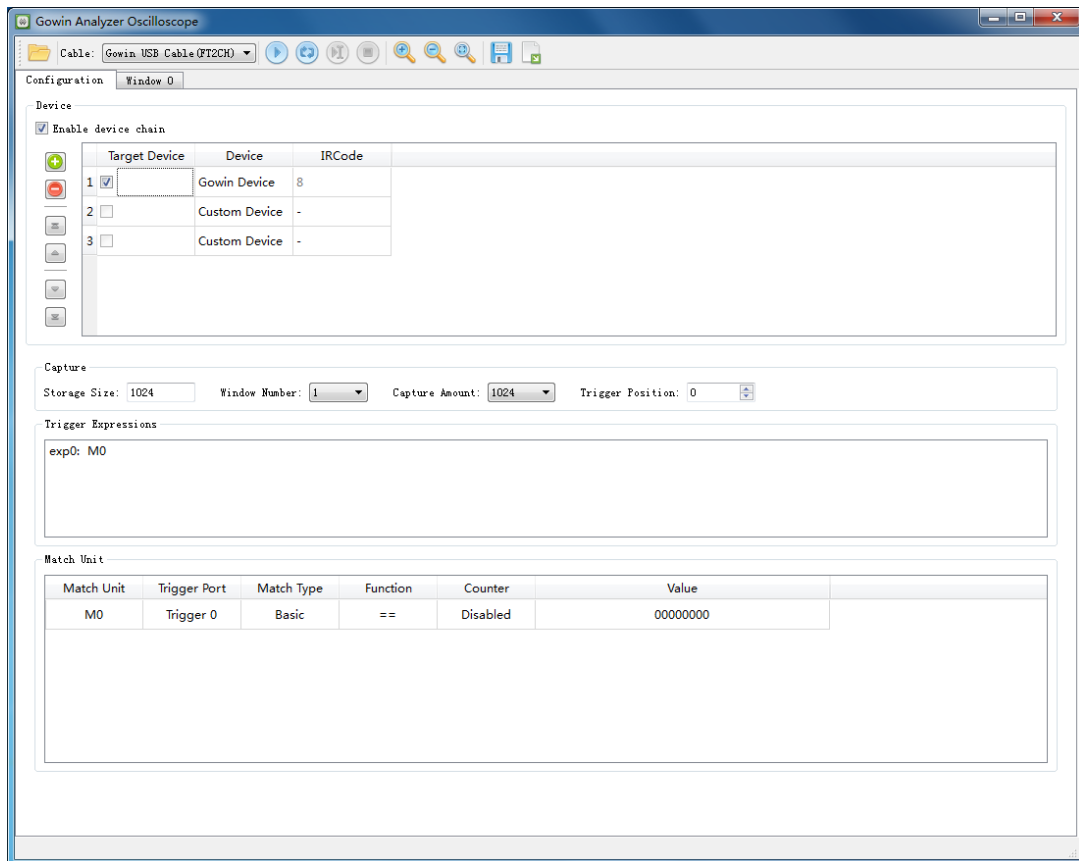 Gowin Analyzer Oscilloscope
Cable: Gowin USB Cable(FT2CH)
Configuration Window 0
Device
Enable device chain
Target Device Device IRCode
1 Gowin Device 8
2 Custom Device -
3 Custom Device -
Capture
Storage Size: 1024 Window Number: 1 Capture Amount: 1024 Trigger Position: 0
Trigger Expressions
exp0: M0
Match Unit
Match Unit Trigger Port Match Type Function Counter Value
M0 Trigger 0 Basic == Disabled 00000000